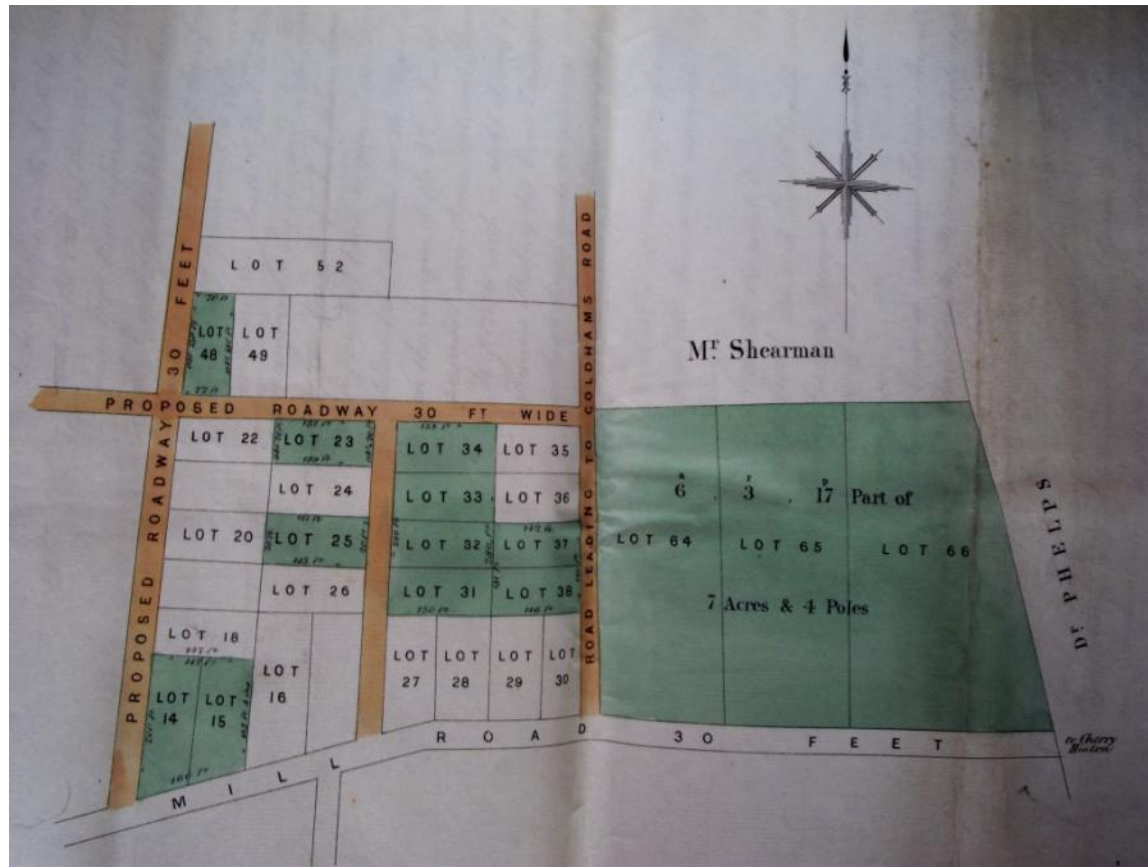 LOT 52
PROPOSED ROADWAY 30 FEET
LOT 48
LOT 49
Mr Shearman
PROPOSED ROADWAY 30 FT WIDE
ROAD LEADING TO COLDHAMS ROAD
LOT 22
LOT 23
LOT 24
LOT 20
LOT 25
LOT 26
LOT 18
LOT 14
LOT 15
LOT 16
LOT 34
LOT 35
LOT 33
LOT 36
LOT 32
LOT 37
LOT 31
LOT 38
LOT 27
LOT 28
LOT 29
LOT 30
A R P
6 . 3 . 17 Part of
LOT 64
LOT 65
LOT 66
7 Acres & 4 Poles
Dr PHELPS
MILL ROAD 30 FEET
to Cherry Hinton